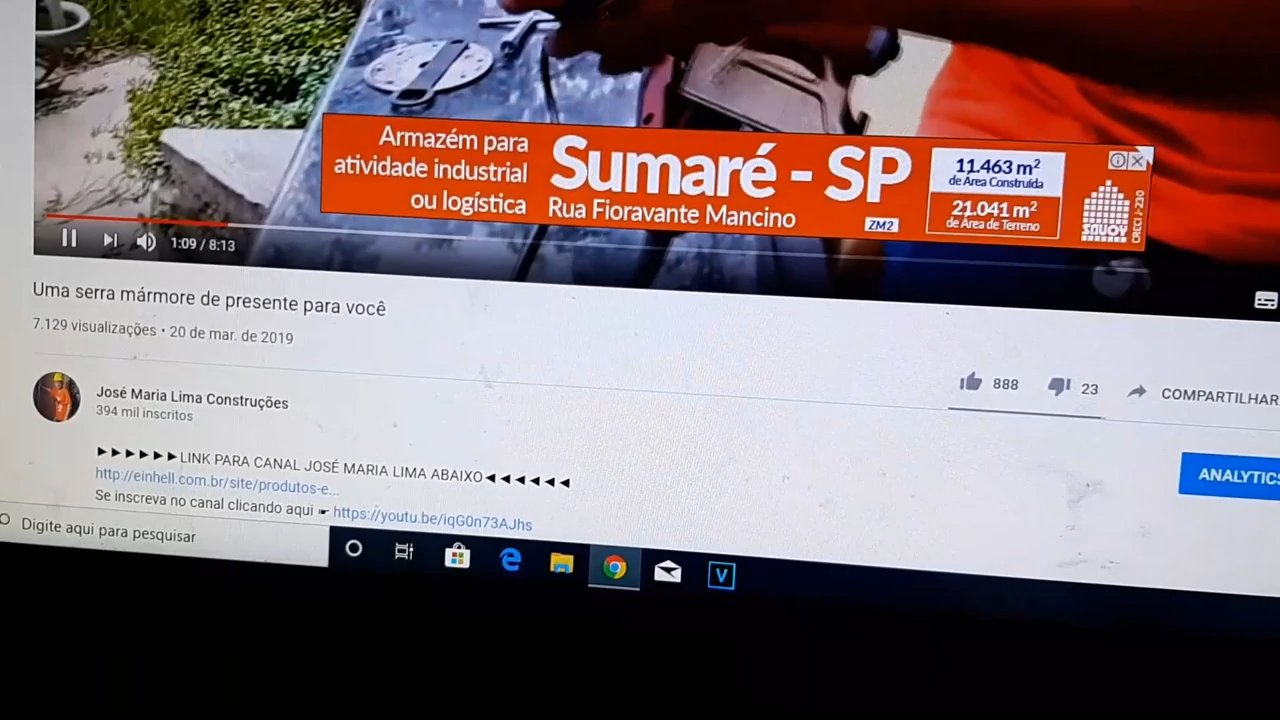 Armazém para
atividade industrial
ou logística
Sumaré - SP
Rua Fioravante Mancino
ZM2
11.463 m²
de Área Construída
21.041 m²
de Área de Terreno
SAVOY
CRECI J-230
1:09 / 8:13
Uma serra mármore de presente para você
7.129 visualizações • 20 de mar. de 2019
888
23
COMPARTILHAR
José Maria Lima Construções
394 mil inscritos
ANALYTICS
►►►►►►LINK PARA CANAL JOSÉ MARIA LIMA ABAIXO◄◄◄◄◄◄
http://einhell.com.br/site/produtos-e...
Se inscreva no canal clicando aqui ☛ https://youtu.be/iqG0n73AJhs
Digite aqui para pesquisar
V